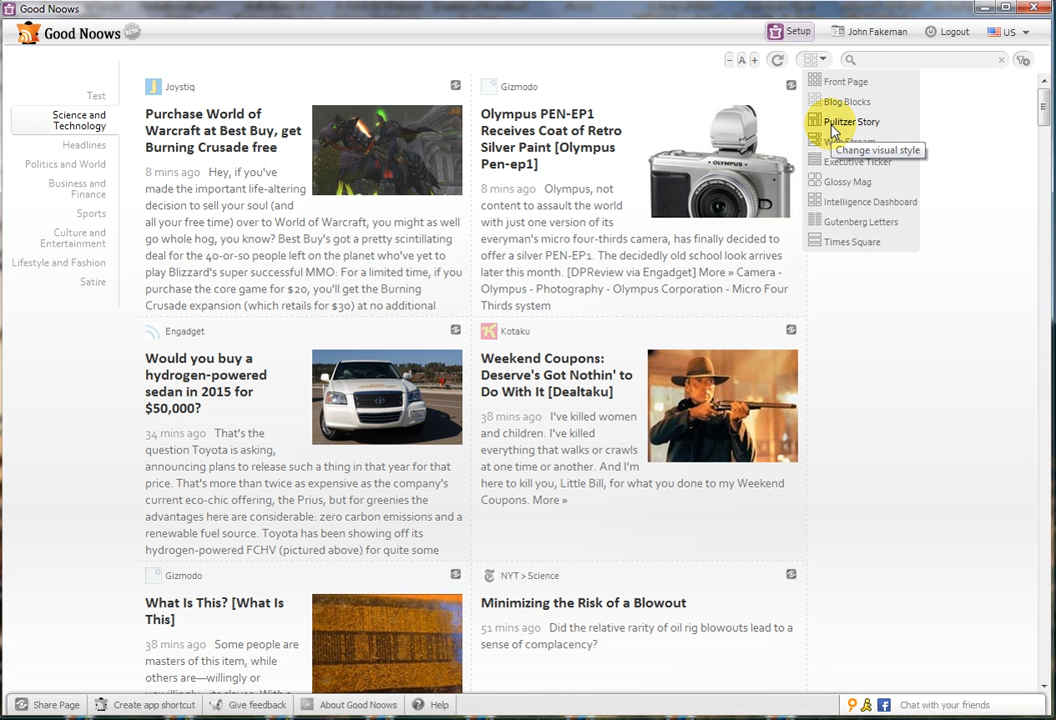 Good Noows
Good Noows BETA
Setup
John Fakeman
Logout
US
- A +
Test
Science and
Technology
Headlines
Politics and World
Business and
Finance
Sports
Culture and
Entertainment
Lifestyle and Fashion
Satire
Joystiq
Purchase World of
Warcraft at Best Buy, get
Burning Crusade free
8 mins ago Hey, if you've
made the important life-altering
decision to sell your soul (and
all your free time) over to World of Warcraft, you might as well
go whole hog, you know? Best Buy's got a pretty scintillating
deal for the 40-or-so people left on the planet who've yet to
play Blizzard's super successful MMO: For a limited time, if you
purchase the core game for $20, you'll get the Burning
Crusade expansion (which retails for $30) at no additional
Gizmodo
Olympus PEN-EP1
Receives Coat of Retro
Silver Paint [Olympus
Pen-ep1]
8 mins ago Olympus, not
content to assault the world
with just one version of its
everyman's micro four-thirds camera, has finally decided to
offer a silver PEN-EP1. The decidedly old school look arrives
later this month. [DPReview via Engadget] More » Camera -
Olympus - Photography - Olympus Corporation - Micro Four
Thirds system
OLYMPUS
Front Page
Blog Blocks
Pulitzer Story
Change visual style
Executive Ticker
Glossy Mag
Intelligence Dashboard
Gutenberg Letters
Times Square
Engadget
Would you buy a
hydrogen-powered
sedan in 2015 for
$50,000?
34 mins ago That's the
question Toyota is asking,
announcing plans to release such a thing in that year for that
price. That's more than twice as expensive as the company's
current eco-chic offering, the Prius, but for greenies the
advantages here are considerable: zero carbon emissions and a
renewable fuel source. Toyota has been showing off its
hydrogen-powered FCHV (pictured above) for quite some
Kotaku
Weekend Coupons:
Deserve's Got Nothin' to
Do With It [Dealtaku]
38 mins ago I've killed women
and children. I've killed
everything that walks or crawls
at one time or another. And I'm
here to kill you, Little Bill, for what you done to my Weekend
Coupons. More »
Gizmodo
What Is This? [What Is
This]
38 mins ago Some people are
masters of this item, while
others are—willingly or
NYT > Science
Minimizing the Risk of a Blowout
51 mins ago Did the relative rarity of oil rig blowouts lead to a
sense of complacency?
Share Page
Create app shortcut
Give feedback
About Good Noows
Help
Chat with your friends